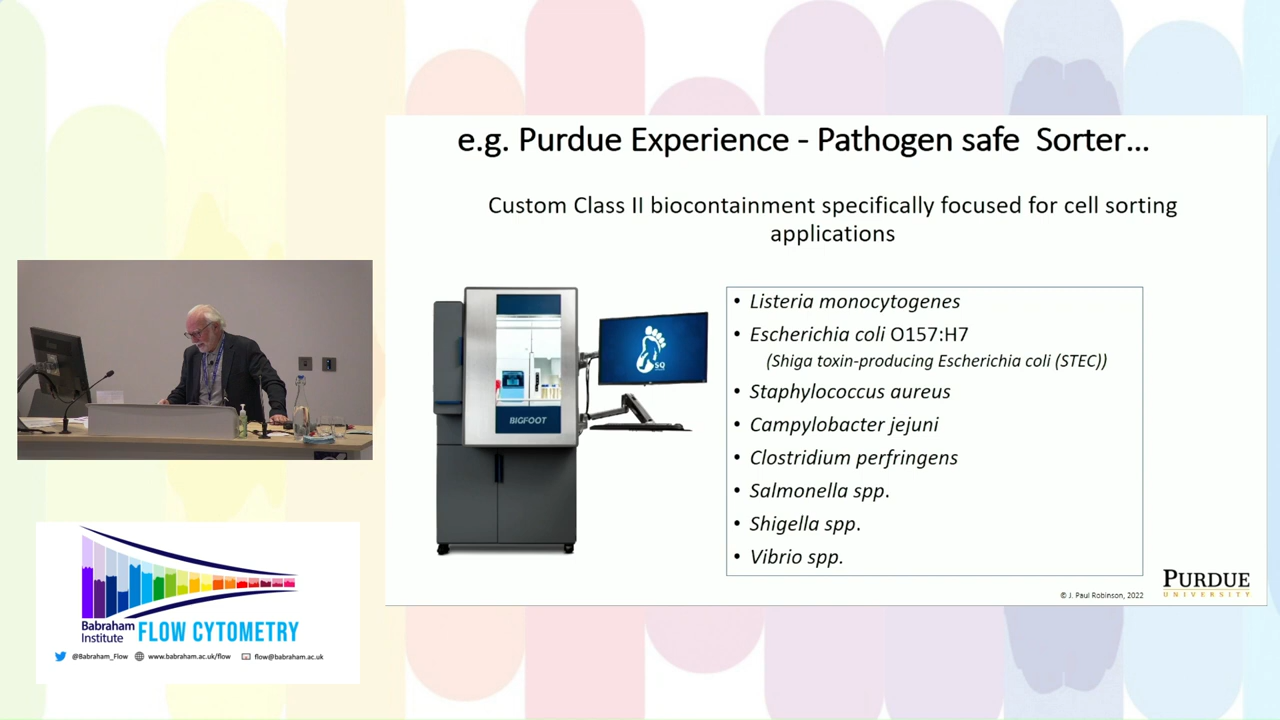 e.g. Purdue Experience - Pathogen safe Sorter...
Custom Class II biocontainment specifically focused for cell sorting
applications
SQ
BIGFOOT
• Listeria monocytogenes
• Escherichia coli O157:H7
(Shiga toxin-producing Escherichia coli (STEC))
• Staphylococcus aureus
• Campylobacter jejuni
• Clostridium perfringens
• Salmonella spp.
• Shigella spp.
• Vibrio spp.
© J. Paul Robinson, 2022
PURDUE
UNIVERSITY
Babraham
Institute
FLOW CYTOMETRY
@Babraham_Flow
www.babraham.ac.uk/flow
flow@babraham.ac.uk